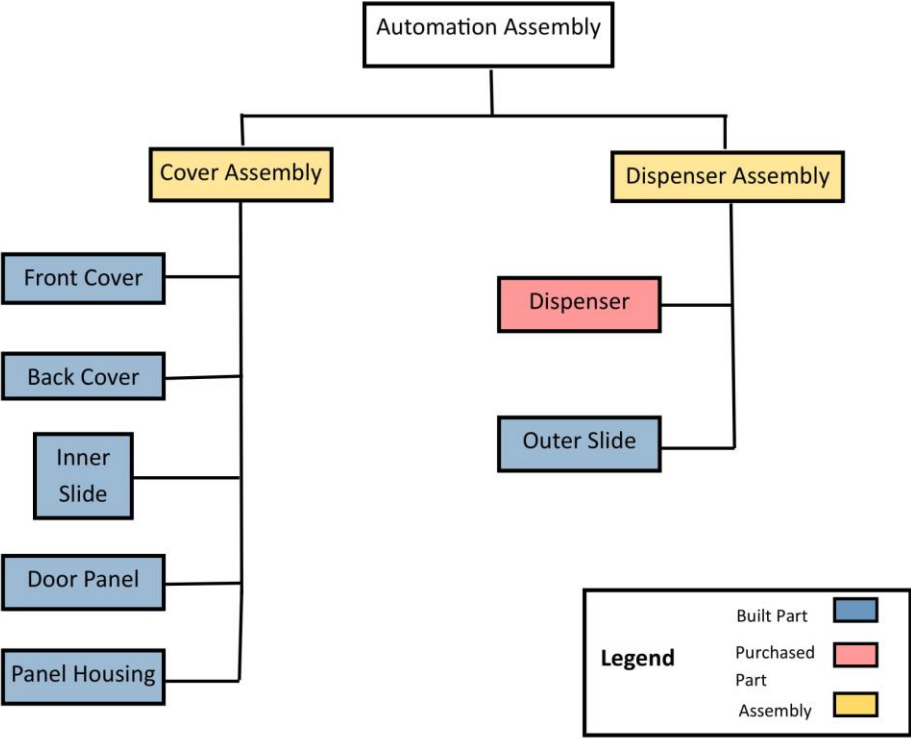 Automation Assembly
Cover Assembly
Dispenser Assembly
Front Cover
Back Cover
Inner
Slide
Door Panel
Panel Housing
Dispenser
Outer Slide
Legend
Built Part
Purchased
Part
Assembly